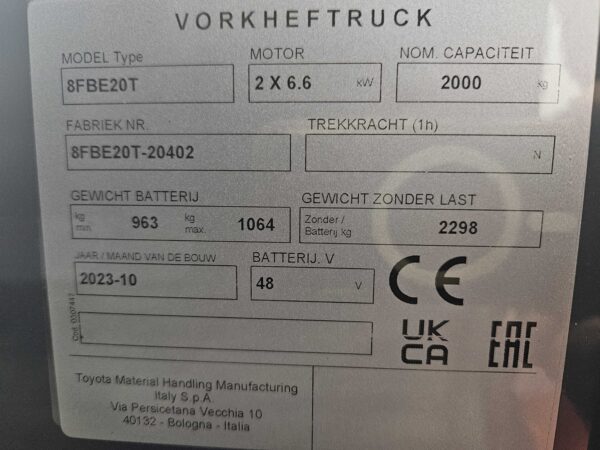 VORKHEFTRUCK
MODEL Type MOTOR NOM. CAPACITEIT
8FBE20T 2 X 6.6 kW 2000 kg
FABRIEK NR. TREKKRACHT (1h)
8FBE20T-20402 N
GEWICHT BATTERIJ GEWICHT ZONDER LAST
kg min 963 kg max. 1064 Zonder / Batterij kg 2298
JAAR / MAAND VAN DE BOUW BATTERIJ. V
2023-10 48 V
CE
UK
CA
EAC
Toyota Material Handling Manufacturing
Italy S.p.A.
Via Persicetana Vecchia 10
40132 - Bologna - Italia